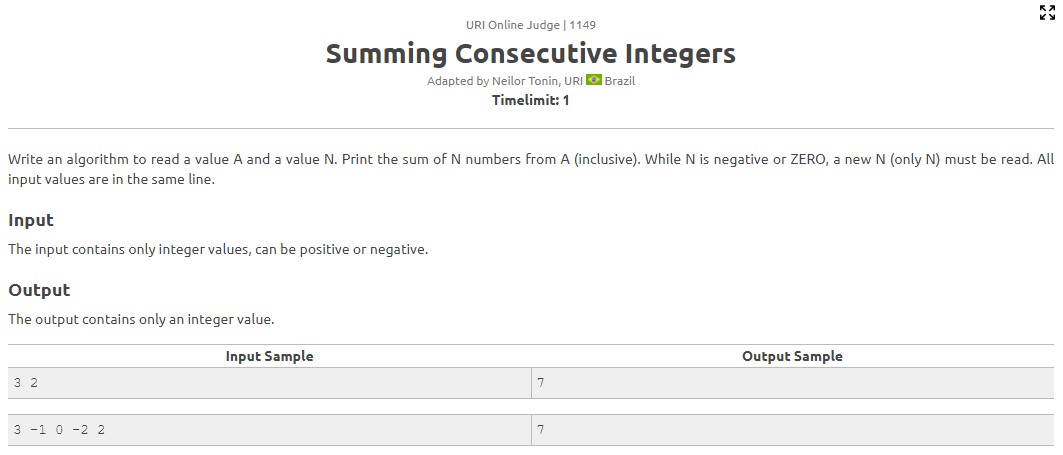 URI Online Judge | 1149
Summing Consecutive Integers
Adapted by Neilor Tonin, URI Brazil
Timelimit: 1
Write an algorithm to read a value A and a value N. Print the sum of N numbers from A (inclusive). While N is negative or ZERO, a new N (only N) must be read. All
input values are in the same line.
Input
The input contains only integer values, can be positive or negative.
Output
The output contains only an integer value.
Input Sample Output Sample
3 2 7
3 -1 0 -2 2 7